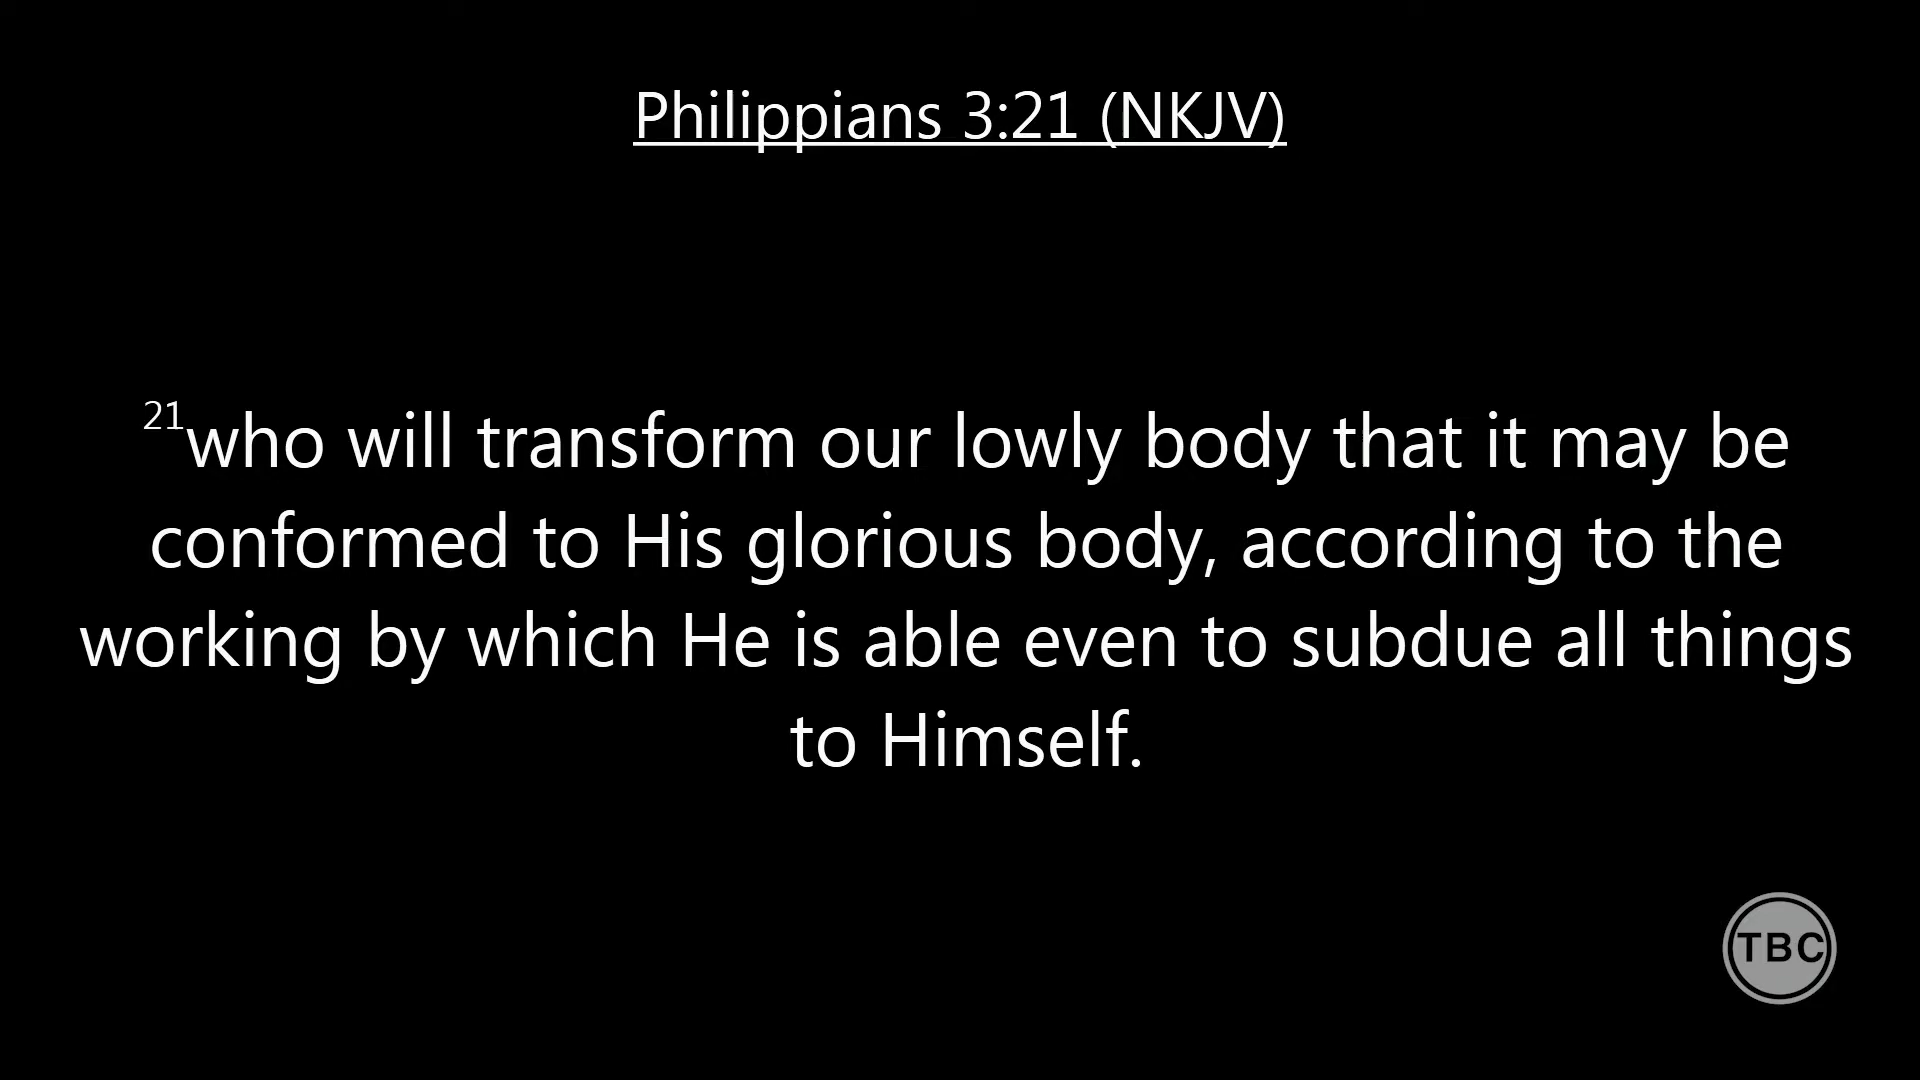 Philippians 3:21 (NKJV)
21who will transform our lowly body that it may be
conformed to His glorious body, according to the
working by which He is able even to subdue all things
to Himself.
TBC